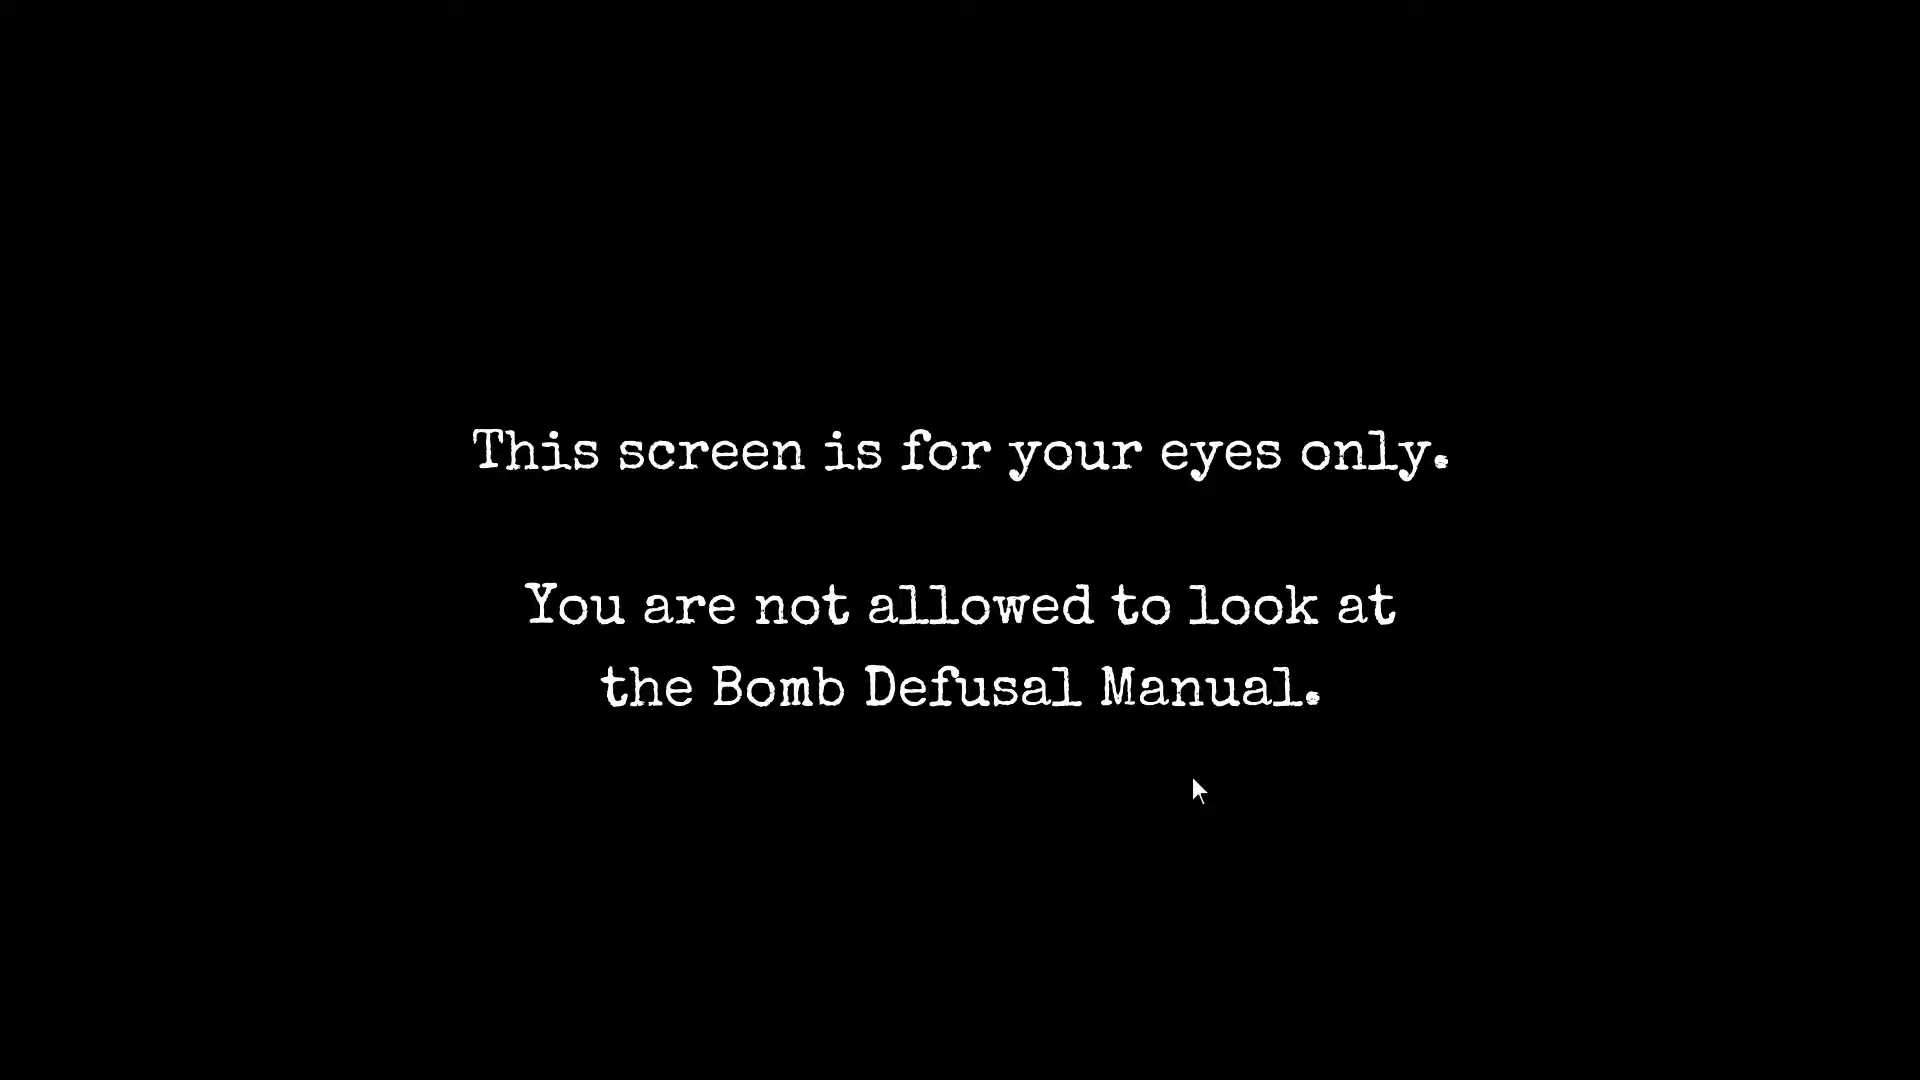 This screen is for your eyes only.
You are not allowed to look at
the Bomb Defusal Manual.